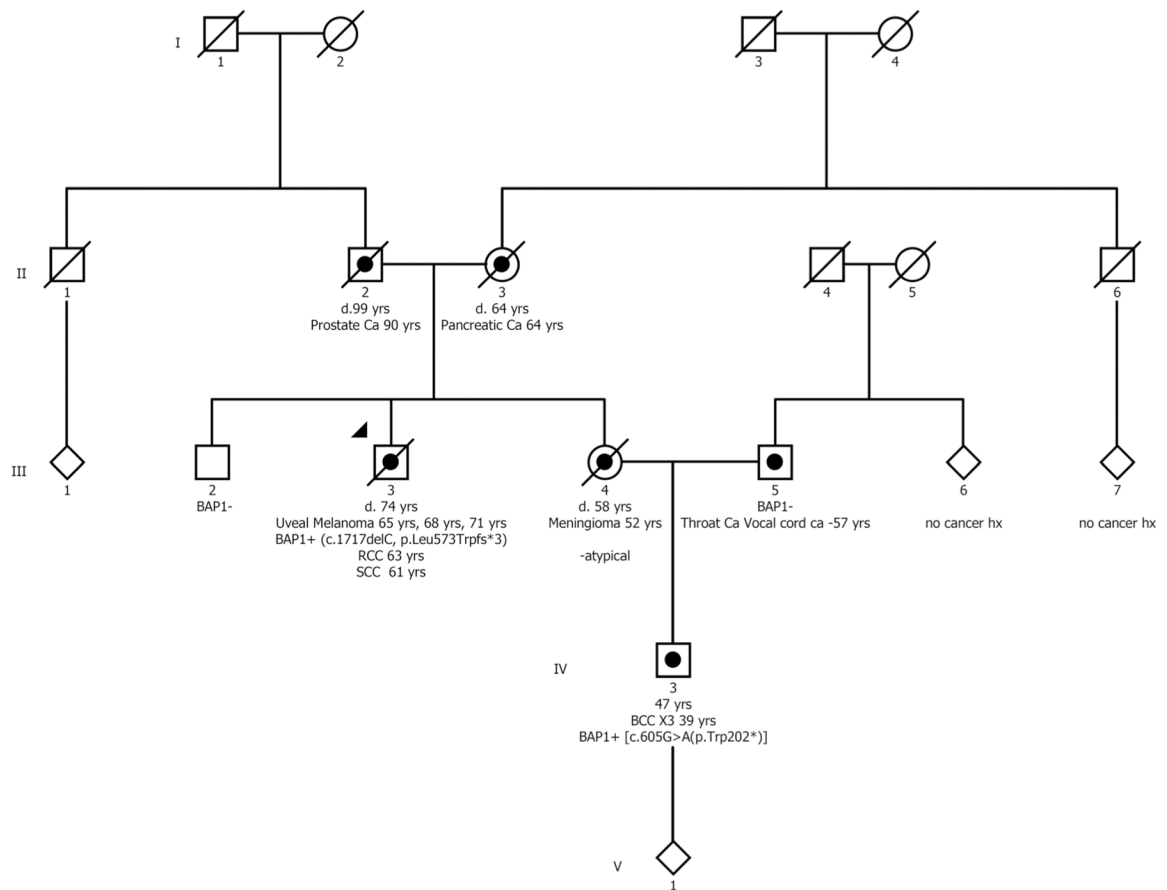 I
1
2
3
4
II
1
2
d.99 yrs
Prostate Ca 90 yrs
3
d. 64 yrs
Pancreatic Ca 64 yrs
4
5
6
III
1
2
BAP1-
3
d. 74 yrs
Uveal Melanoma 65 yrs, 68 yrs, 71 yrs
BAP1+ (c.1717delC, p.Leu573Trpfs*3)
RCC 63 yrs
SCC 61 yrs
4
d. 58 yrs
Meningioma 52 yrs
-atypical
5
BAP1-
Throat Ca Vocal cord ca -57 yrs
6
no cancer hx
7
no cancer hx
IV
3
47 yrs
BCC X3 39 yrs
BAP1+ [c.605G>A(p.Trp202*)]
V
1